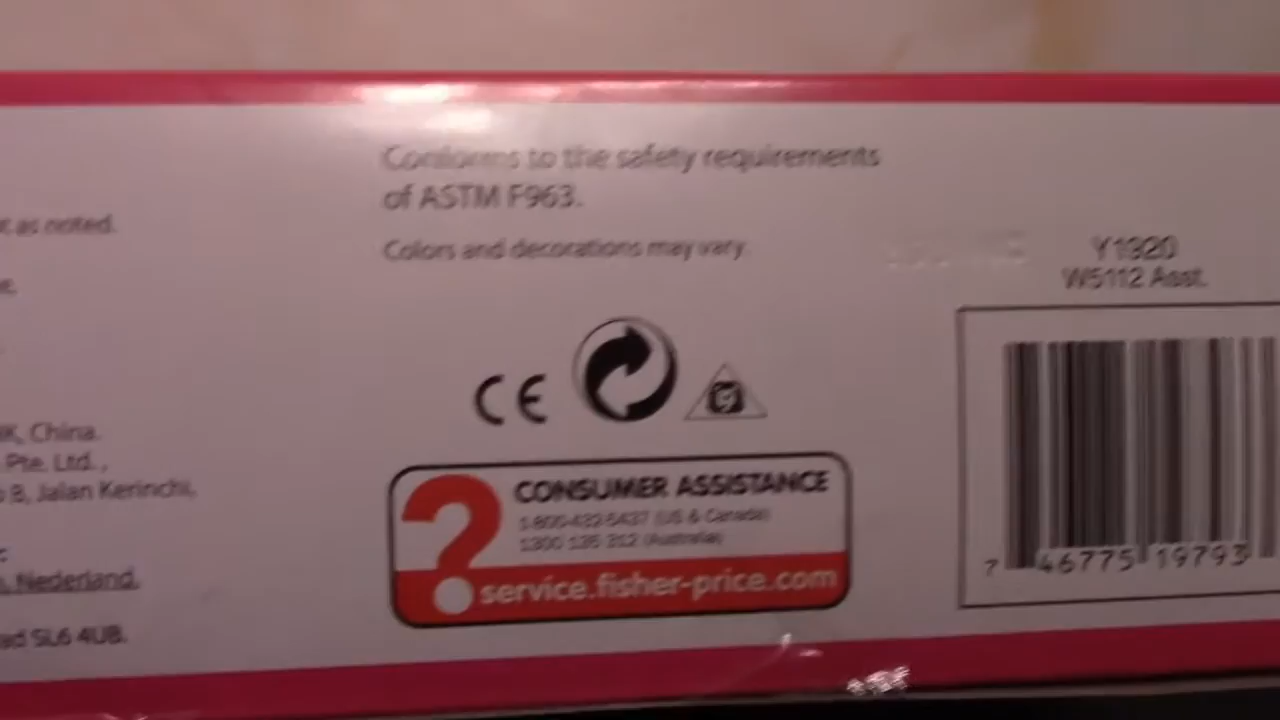 t as noted.
Conforms to the safety requirements
of ASTM F963.
Colors and decorations may vary.
Y1320
W5112 Asst.
CE
K, China.
Pte. Ltd.,
B, Jalan Kerinchi,
Nederland.
ad SL6 4UB.
CONSUMER ASSISTANCE
1-800-432-5437 (US & Canada)
1300 135 312 (Australia)
service.fisher-price.com
7 46775 19793